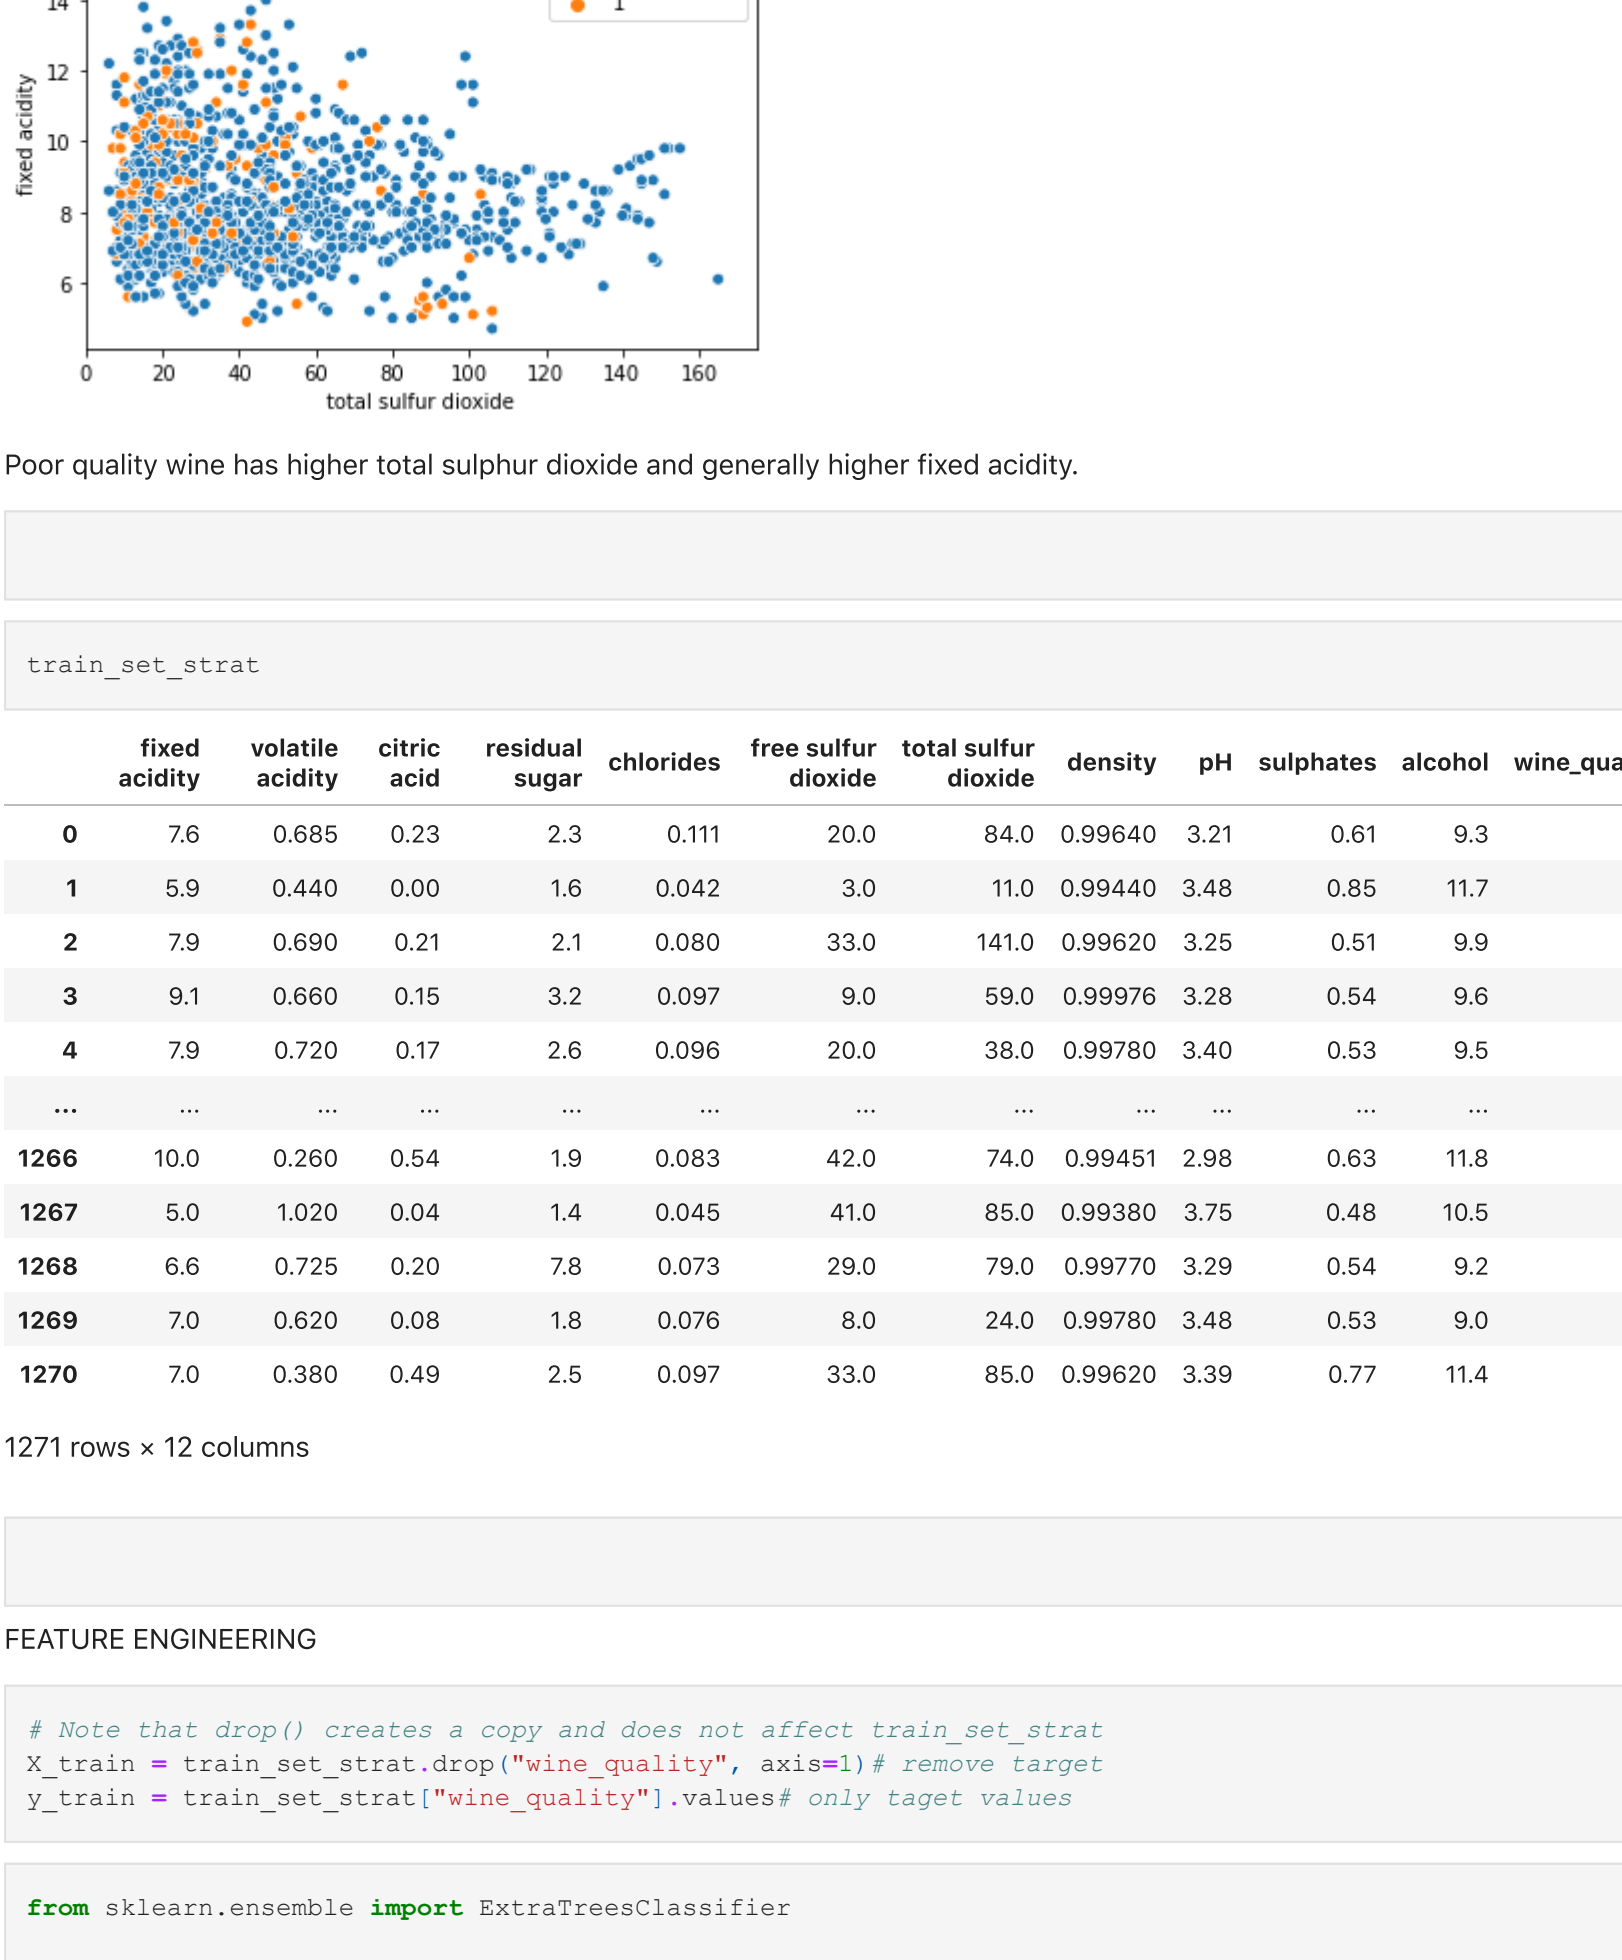 14
1
12
10
8
6
fixed acidity
0 20 40 60 80 100 120 140 160
total sulfur dioxide
Poor quality wine has higher total sulphur dioxide and generally higher fixed acidity.
train_set_strat
fixed acidity volatile acidity citric acid residual sugar chlorides free sulfur dioxide total sulfur dioxide density pH sulphates alcohol wine_qua
0 7.6 0.685 0.23 2.3 0.111 20.0 84.0 0.99640 3.21 0.61 9.3
1 5.9 0.440 0.00 1.6 0.042 3.0 11.0 0.99440 3.48 0.85 11.7
2 7.9 0.690 0.21 2.1 0.080 33.0 141.0 0.99620 3.25 0.51 9.9
3 9.1 0.660 0.15 3.2 0.097 9.0 59.0 0.99976 3.28 0.54 9.6
4 7.9 0.720 0.17 2.6 0.096 20.0 38.0 0.99780 3.40 0.53 9.5
... ... ... ... ... ... ... ... ... ... ... ...
1266 10.0 0.260 0.54 1.9 0.083 42.0 74.0 0.99451 2.98 0.63 11.8
1267 5.0 1.020 0.04 1.4 0.045 41.0 85.0 0.99380 3.75 0.48 10.5
1268 6.6 0.725 0.20 7.8 0.073 29.0 79.0 0.99770 3.29 0.54 9.2
1269 7.0 0.620 0.08 1.8 0.076 8.0 24.0 0.99780 3.48 0.53 9.0
1270 7.0 0.380 0.49 2.5 0.097 33.0 85.0 0.99620 3.39 0.77 11.4
1271 rows × 12 columns
FEATURE ENGINEERING
# Note that drop() creates a copy and does not affect train_set_strat
X_train = train_set_strat.drop("wine_quality", axis=1)# remove target
y_train = train_set_strat["wine_quality"].values# only taget values
from sklearn.ensemble import ExtraTreesClassifier